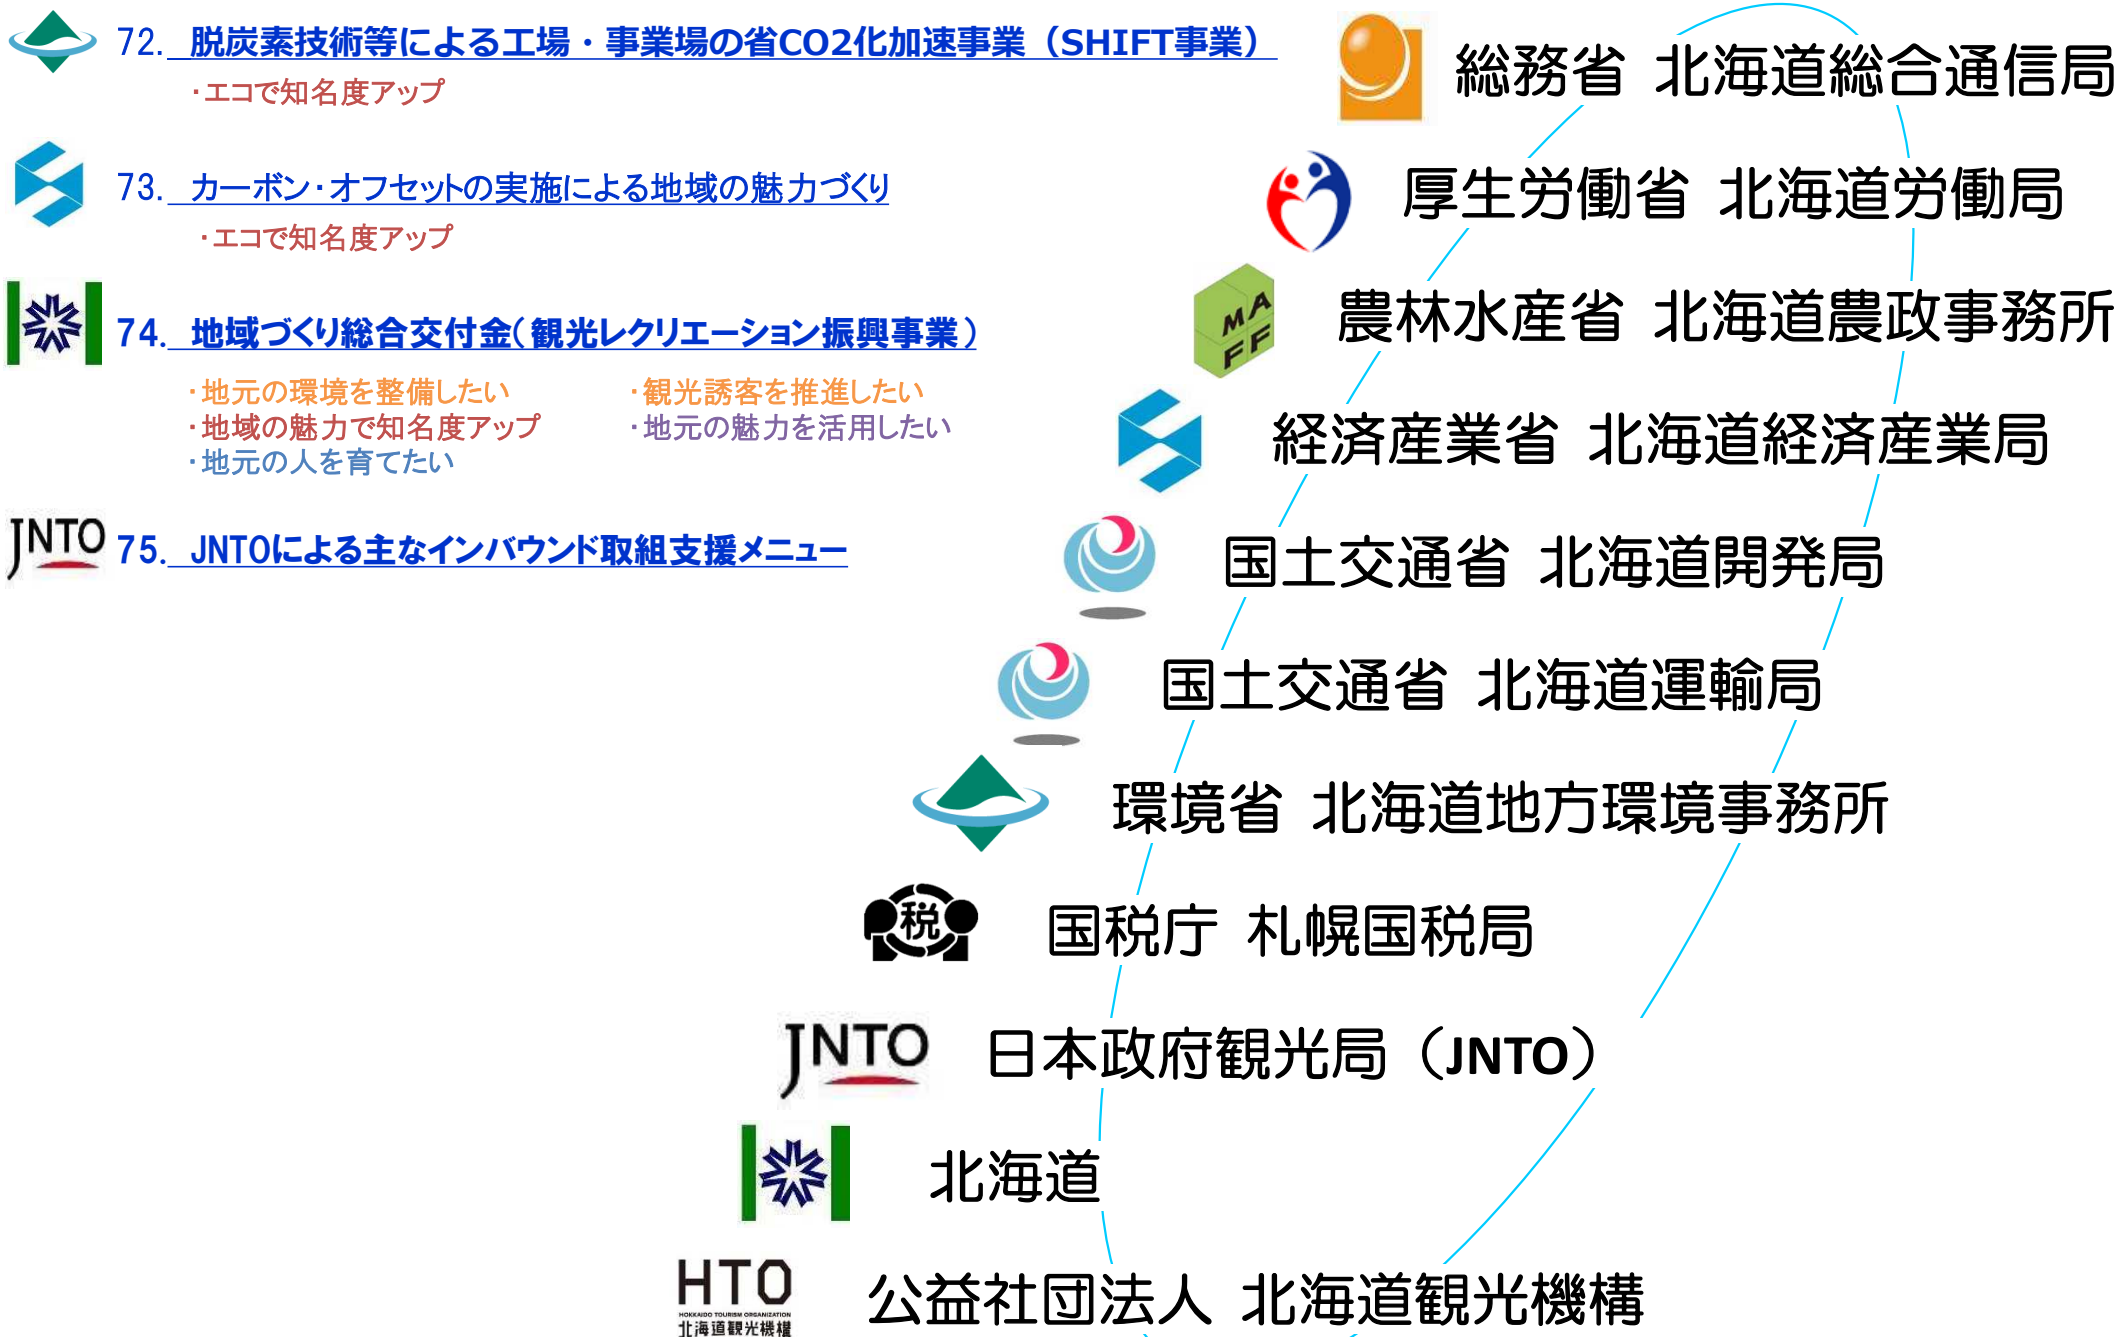 72. 脱炭素技術等による工場・事業場の省CO2化加速事業（SHIFT事業）
・エコで知名度アップ
73. カーボン・オフセットの実施による地域の魅力づくり
・エコで知名度アップ
74. 地域づくり総合交付金（観光レクリエーション振興事業）
・地元の環境を整備したい ・観光誘客を推進したい
・地域の魅力で知名度アップ ・地元の魅力を活用したい
・地元の人を育てたい
JNTO 75. JNTOによる主なインバウンド取組支援メニュー
総務省 北海道総合通信局
厚生労働省 北海道労働局
MAFF 農林水産省 北海道農政事務所
経済産業省 北海道経済産業局
国土交通省 北海道開発局
国土交通省 北海道運輸局
環境省 北海道地方環境事務所
税 国税庁 札幌国税局
JNTO 日本政府観光局（JNTO）
北海道
HTO 公益社団法人 北海道観光機構
HOKKAIDO TOURISM ORGANIZATION
北海道観光機構